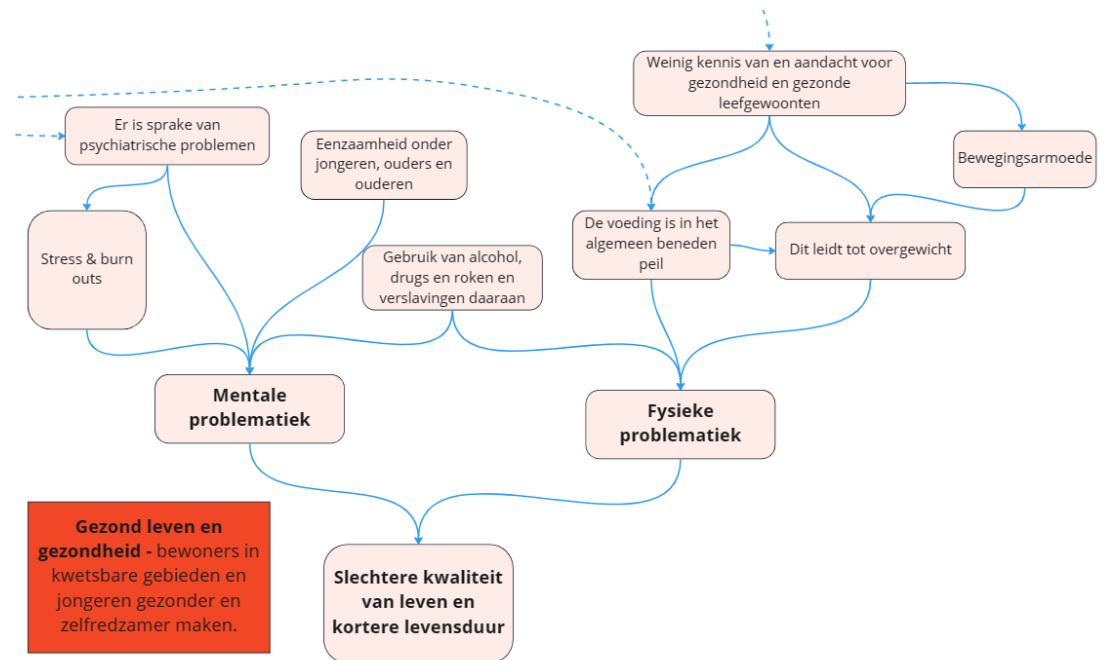 Weinig kennis van en aandacht voor
gezondheid en gezonde
leefgewoonten
Er is sprake van
psychiatrische problemen
Eenzaamheid onder
jongeren, ouders en
ouderen
Bewegingsarmoede
Stress & burn
outs
Gebruik van alcohol,
drugs en roken en
verslavingen daaraan
De voeding is in het
algemeen beneden
peil
Dit leidt tot overgewicht
Mentale
problematiek
Fysieke
problematiek
Gezond leven en
gezondheid - bewoners in
kwetsbare gebieden en
jongeren gezonder en
zelfredzamer maken.
Slechtere kwaliteit
van leven en
kortere levensduur